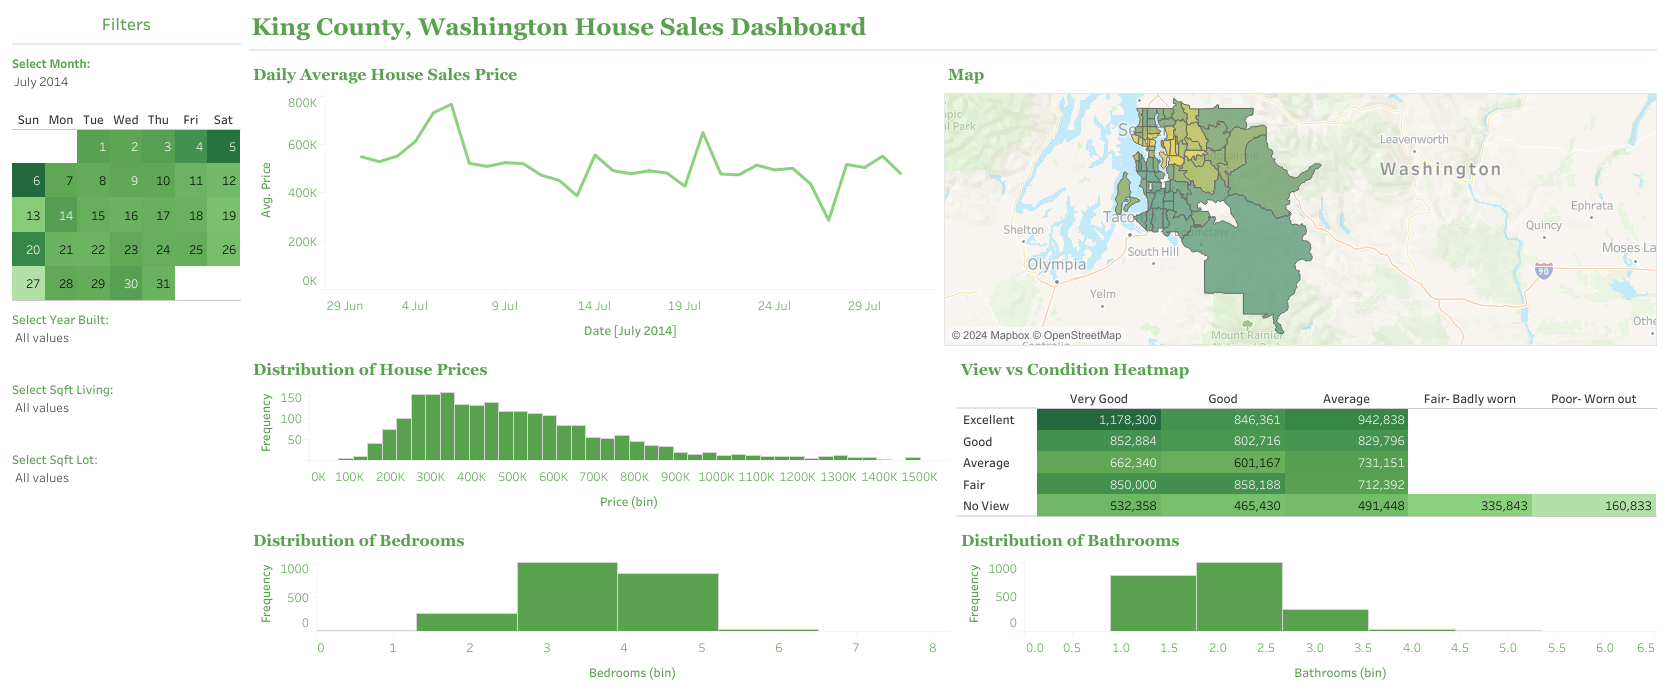 Filters
Select Month:
July 2014
Sun Mon Tue Wed Thu Fri Sat
1 2 3 4 5
6 7 8 9 10 11 12
13 14 15 16 17 18 19
20 21 22 23 24 25 26
27 28 29 30 31
Select Year Built:
All values
Select Sqft Living:
All values
Select Sqft Lot:
All values
King County, Washington House Sales Dashboard
Daily Average House Sales Price
800K
600K
400K
200K
0K
Avg. Price
29 Jun 4 Jul 9 Jul 14 Jul 19 Jul 24 Jul 29 Jul
Date [July 2014]
Map
Leavenworth
Washington
Ephrata
Shelton
Quincy
South Hill
Moses La
Olympia
90
Yelm
Mount Rainier
© 2024 Mapbox © OpenStreetMap
Distribution of House Prices
150
100
50
Frequency
0K 100K 200K 300K 400K 500K 600K 700K 800K 900K 1000K 1100K 1200K 1300K 1400K 1500K
Price (bin)
View vs Condition Heatmap
Very Good Good Average Fair- Badly worn Poor- Worn out
Excellent 1,178,300 846,361 942,838
Good 852,884 802,716 829,796
Average 662,340 601,167 731,151
Fair 850,000 858,188 712,392
No View 532,358 465,430 491,448 335,843 160,833
Distribution of Bedrooms
1000
500
0
Frequency
0 1 2 3 4 5 6 7 8
Bedrooms (bin)
Distribution of Bathrooms
1000
500
0
Frequency
0.0 0.5 1.0 1.5 2.0 2.5 3.0 3.5 4.0 4.5 5.0 5.5 6.0 6.5
Bathrooms (bin)